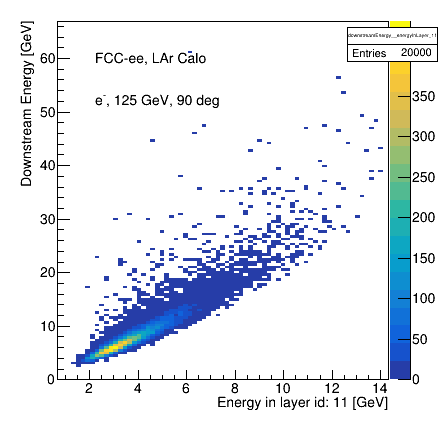 downstreamEnergy__energyInLayer_11
Entries 20000
FCC-ee, LAr Calo
e-, 125 GeV, 90 deg
Downstream Energy [GeV]
60
50
40
30
20
10
0
350
300
250
200
150
100
50
0
2 4 6 8 10 12 14
Energy in layer id: 11 [GeV]